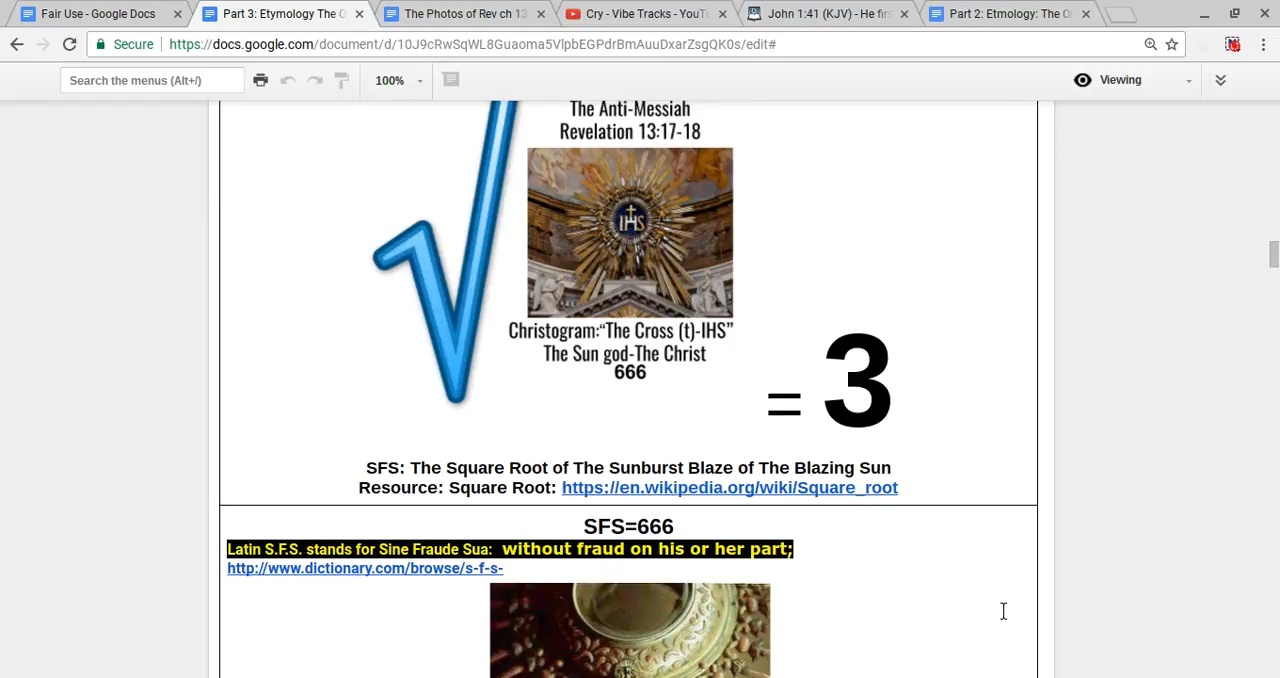 Fair Use - Google Docs
Part 3: Etymology The O
The Photos of Rev ch 13
Cry - Vibe Tracks - YouTu
John 1:41 (KJV) - He firs
Part 2: Etmology: The O
Secure
https://docs.google.com/document/d/10J9cRwSqWL8Guaoma5VlpbEGPdrBmAuuDxarZsgQK0s/edit#
Search the menus (Alt+/)
100%
Viewing
The Anti-Messiah
Revelation 13:17-18
IHS
Christogram:“The Cross (t)-IHS”
The Sun god-The Christ
666
= 3
SFS: The Square Root of The Sunburst Blaze of The Blazing Sun
Resource: Square Root: https://en.wikipedia.org/wiki/Square_root
SFS=666
Latin S.F.S. stands for Sine Fraude Sua: without fraud on his or her part;
http://www.dictionary.com/browse/s-f-s-